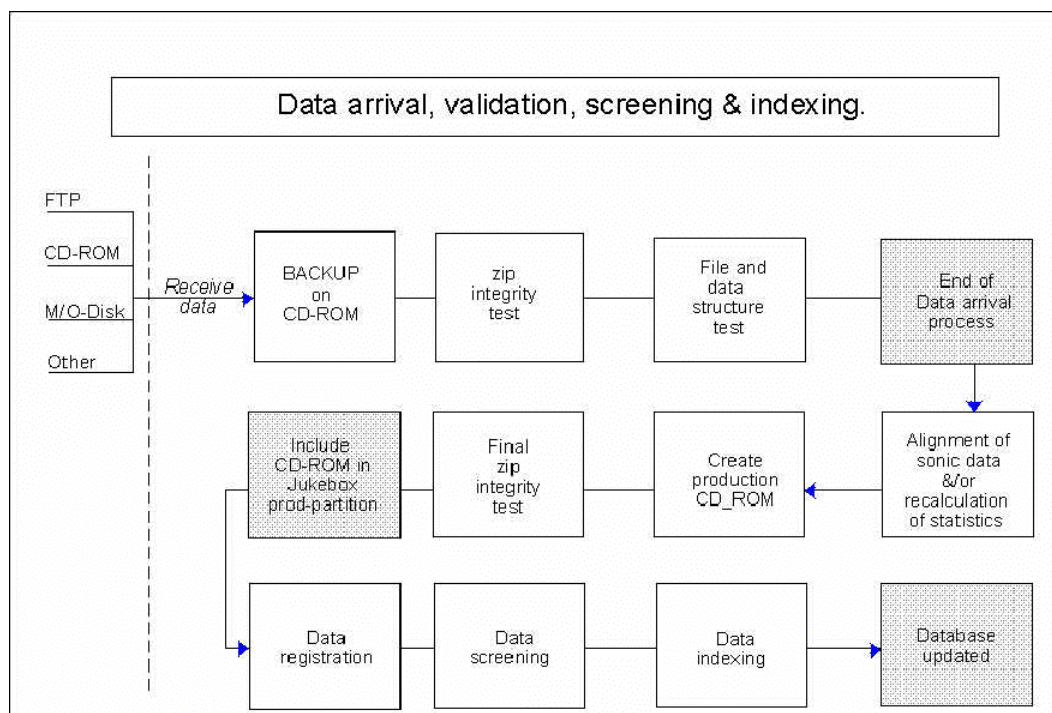 Data arrival, validation, screening & indexing.
FTP
CD-ROM
M/O-Disk
Other
Receive
data
BACKUP
on
CD-ROM
zip
integrity
test
File and
data
structure
test
End of
Data arrival
process
Include
CD-ROM in
Jukebox
prod-partition
Final
zip
integrity
test
Create
production
CD_ROM
Alignment of
sonic data
&/or
recalculation
of statistics
Data
registration
Data
screening
Data
indexing
Database
updated